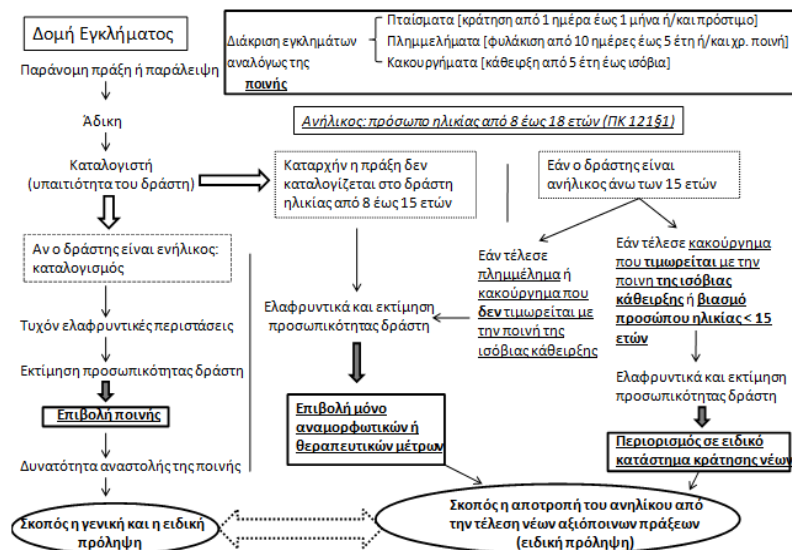 Δομή Εγκλήματος
Διάκριση εγκλημάτων
αναλόγως της
ποινής
Πταίσματα [κράτηση από 1 ημέρα έως 1 μήνα ή/και πρόστιμο]
Πλημμελήματα [φυλάκιση από 10 ημέρες έως 5 έτη ή/και χρ. ποινή]
Κακουργήματα [κάθειρξη από 5 έτη έως ισόβια]
Παράνομη πράξη ή παράλειψη
Άδικη
Καταλογιστή
(υπαιτιότητα του δράστη)
Αν ο δράστης είναι ενήλικος:
καταλογισμός
Τυχόν ελαφρυντικές περιστάσεις
Εκτίμηση προσωπικότητας δράστη
Επιβολή ποινής
Δυνατότητα αναστολής της ποινής
Σκοπός η γενική και η ειδική
πρόληψη
Ανήλικος: πρόσωπο ηλικίας από 8 έως 18 ετών (ΠΚ 121§1)
Καταρχήν η πράξη δεν
καταλογίζεται στο δράστη
ηλικίας από 8 έως 15 ετών
Ελαφρυντικά και εκτίμηση
προσωπικότητας δράστη
Επιβολή μόνο
αναμορφωτικών ή
θεραπευτικών μέτρων
Εάν ο δράστης είναι
ανήλικος άνω των 15 ετών
Εάν τέλεσε
πλημμέλημα ή
κακούργημα που
δεν τιμωρείται με
την ποινή της
ισόβιας κάθειρξης
Εάν τέλεσε κακούργημα
που τιμωρείται με την
ποινη της ισόβιας
κάθειρξης ή βιασμό
προσώπου ηλικίας < 15
ετών
Ελαφρυντικά και εκτίμηση
προσωπικότητας δράστη
Περιορισμός σε ειδικό
κατάστημα κράτησης νέων
Σκοπός η αποτροπή του ανηλίκου από
την τέλεση νέων αξιόποινων πράξεων
(ειδική πρόληψη)